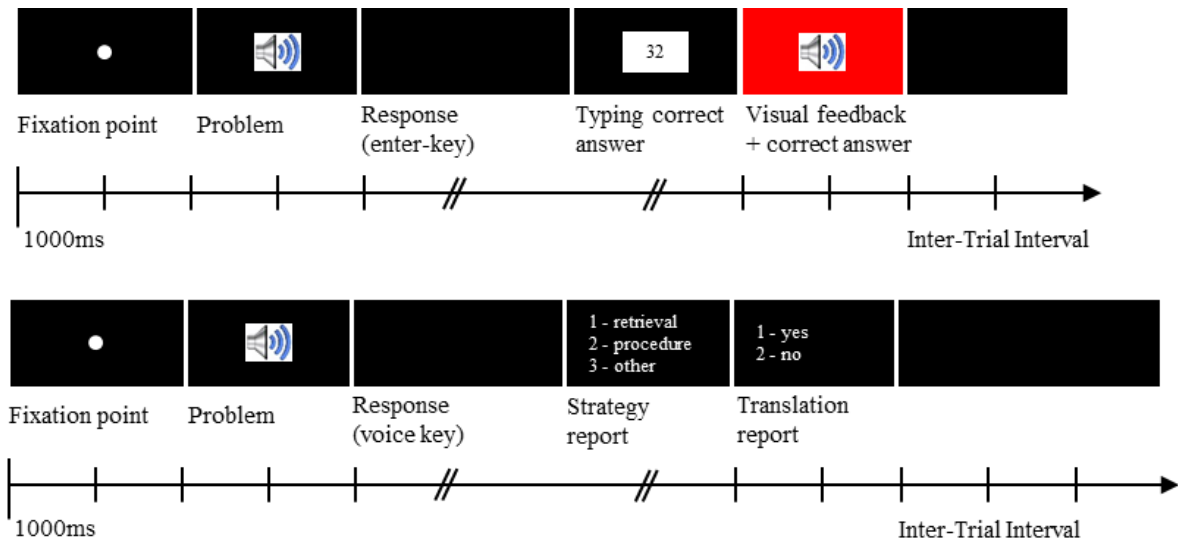 32
Fixation point
Problem
Response
(enter-key)
Typing correct
answer
Visual feedback
+ correct answer
1000ms
Inter-Trial Interval
1 - retrieval
2 - procedure
3 - other
1 - yes
2 - no
Fixation point
Problem
Response
(voice key)
Strategy
report
Translation
report
1000ms
Inter-Trial Interval